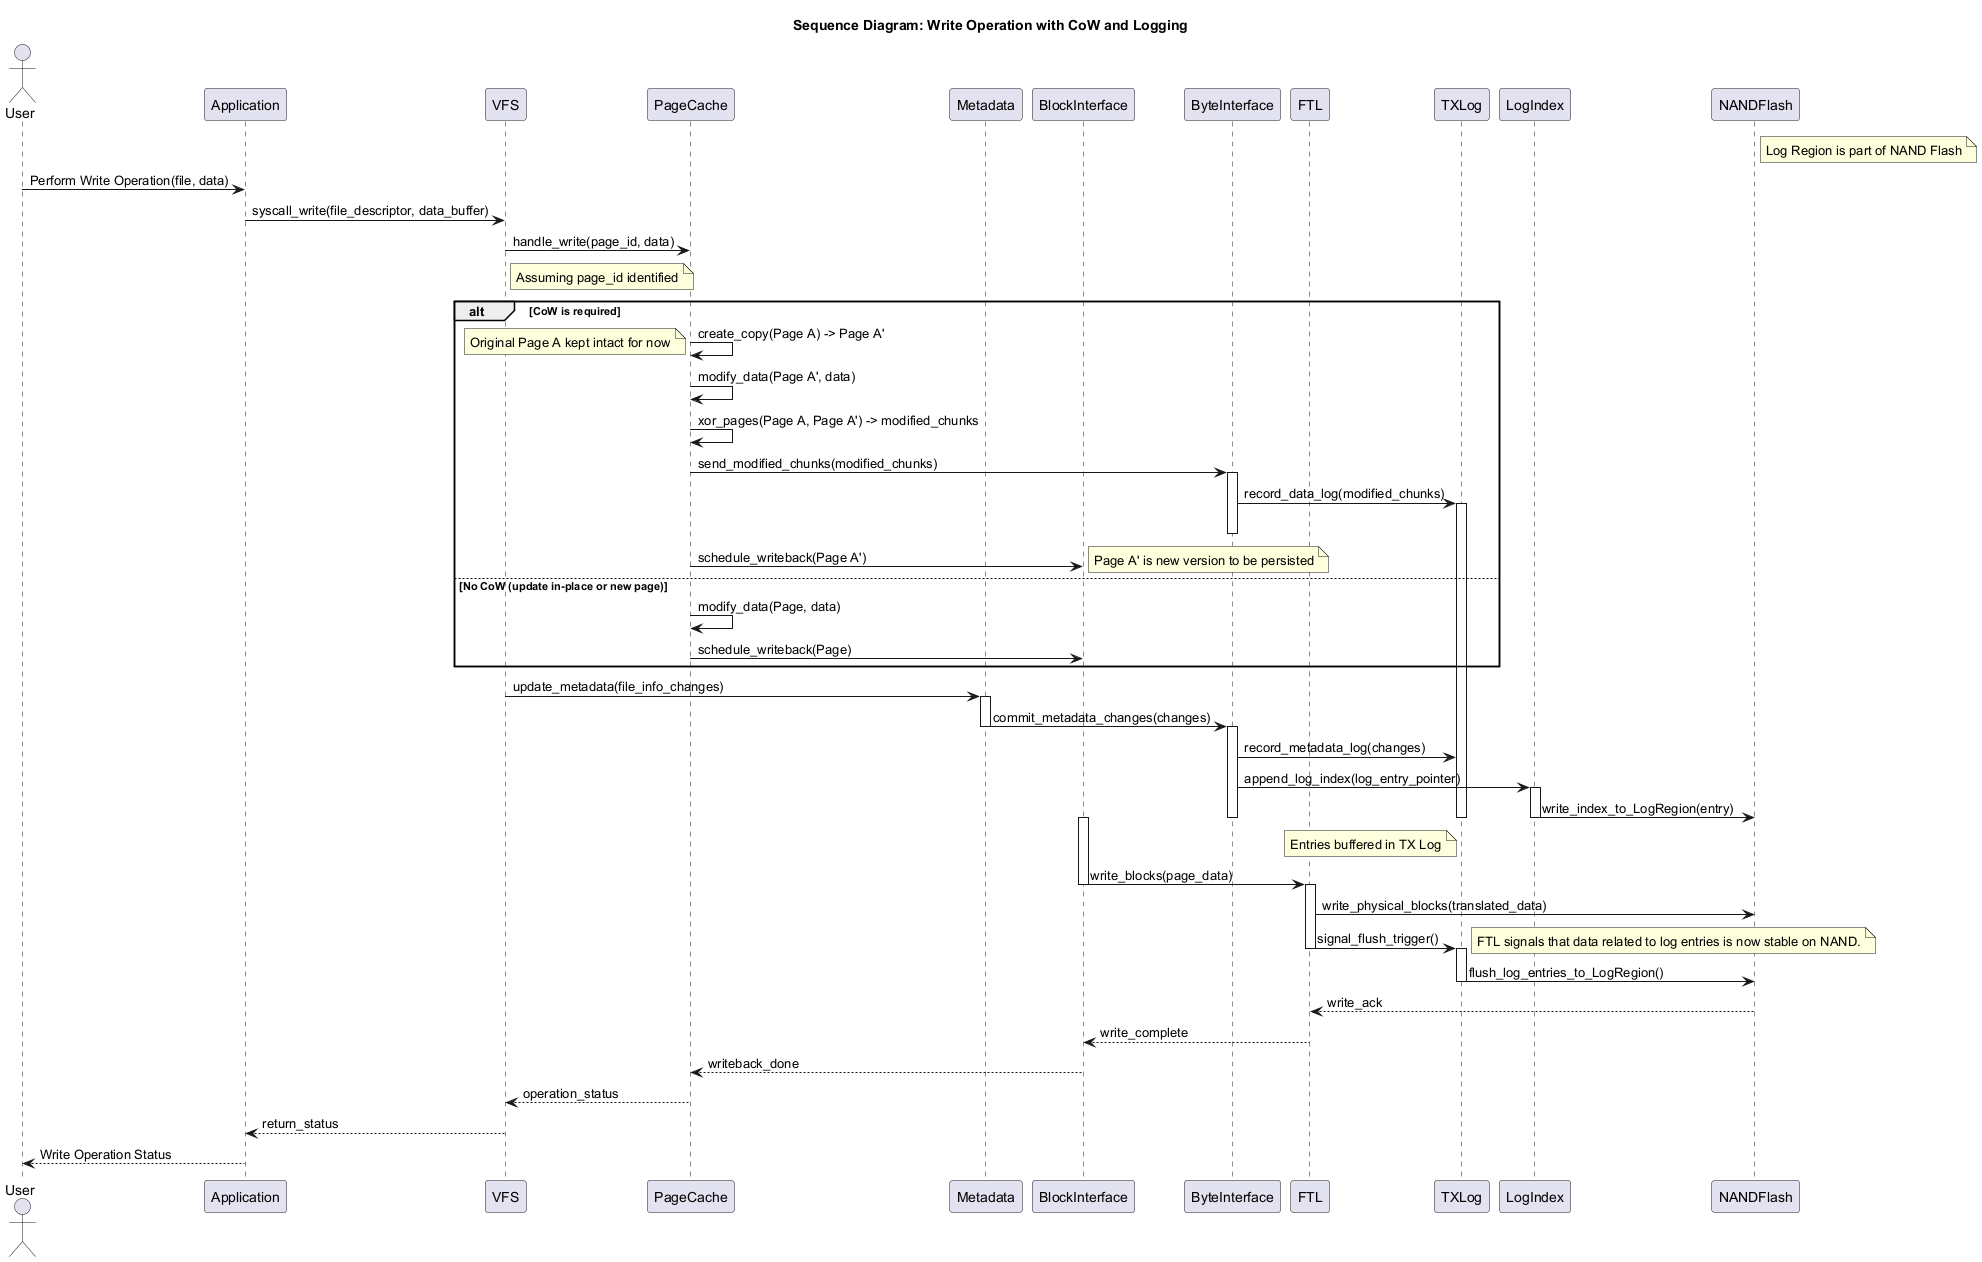 Sequence Diagram: Write Operation with CoW and Logging
User
Application
VFS
PageCache
Metadata
BlockInterface
ByteInterface
FTL
TXLog
LogIndex
NANDFlash
Log Region is part of NAND Flash
Perform Write Operation(file, data)
syscall_write(file_descriptor, data_buffer)
handle_write(page_id, data)
Assuming page_id identified
alt
[CoW is required]
create_copy(Page A) -> Page A'
Original Page A kept intact for now
modify_data(Page A', data)
xor_pages(Page A, Page A') -> modified_chunks
send_modified_chunks(modified_chunks)
record_data_log(modified_chunks)
schedule_writeback(Page A')
Page A' is new version to be persisted
[No CoW (update in-place or new page)]
modify_data(Page, data)
schedule_writeback(Page)
update_metadata(file_info_changes)
commit_metadata_changes(changes)
record_metadata_log(changes)
append_log_index(log_entry_pointer)
write_index_to_LogRegion(entry)
Entries buffered in TX Log
write_blocks(page_data)
write_physical_blocks(translated_data)
signal_flush_trigger()
FTL signals that data related to log entries is now stable on NAND.
flush_log_entries_to_LogRegion()
write_ack
write_complete
writeback_done
operation_status
return_status
Write Operation Status
User
Application
VFS
PageCache
Metadata
BlockInterface
ByteInterface
FTL
TXLog
LogIndex
NANDFlash